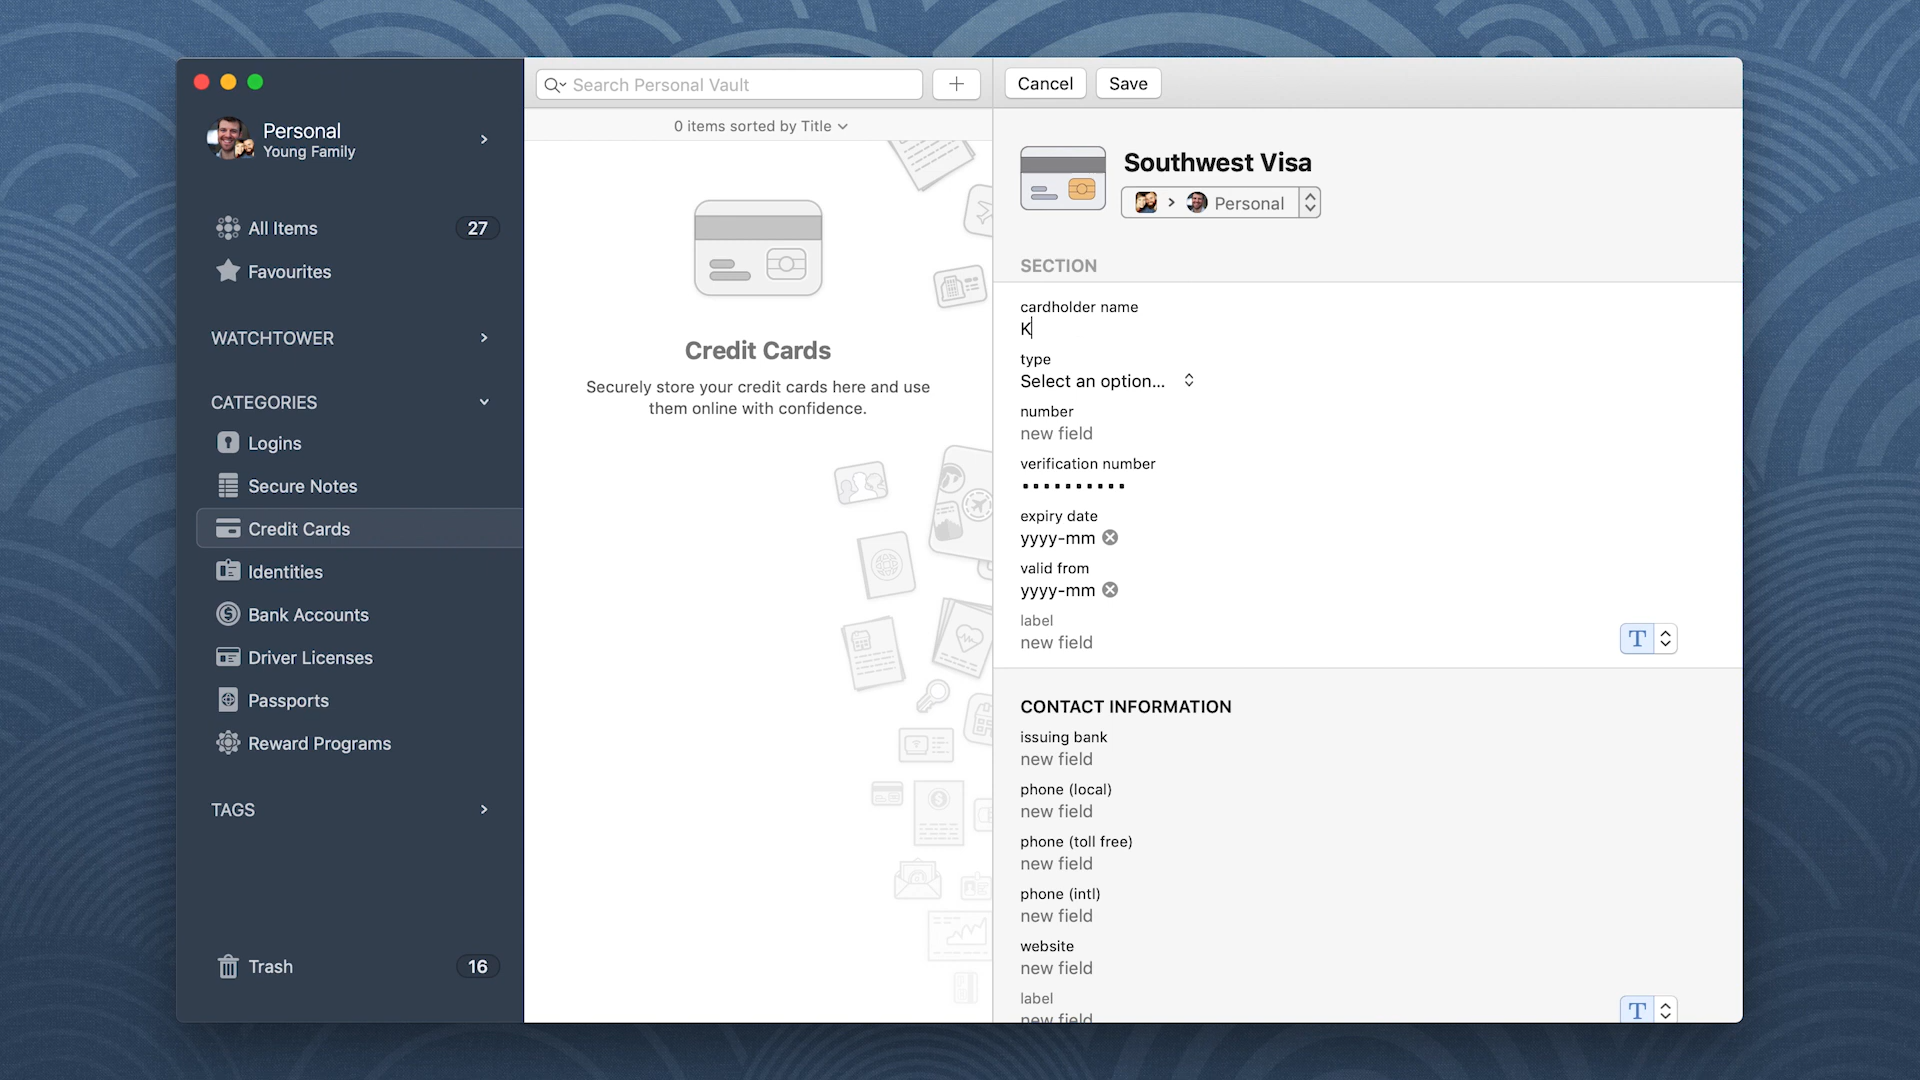 Personal
Young Family
All Items 27
Favourites
WATCHTOWER
CATEGORIES
Logins
Secure Notes
Credit Cards
Identities
Bank Accounts
Driver Licenses
Passports
Reward Programs
TAGS
Trash 16
Search Personal Vault
0 items sorted by Title
Credit Cards
Securely store your credit cards here and use
them online with confidence.
Cancel Save
Southwest Visa
Personal
SECTION
cardholder name
K
type
Select an option...
number
new field
verification number
••••••••••
expiry date
yyyy-mm
valid from
yyyy-mm
label
new field
T
CONTACT INFORMATION
issuing bank
new field
phone (local)
new field
phone (toll free)
new field
phone (intl)
new field
website
new field
label
new field
T